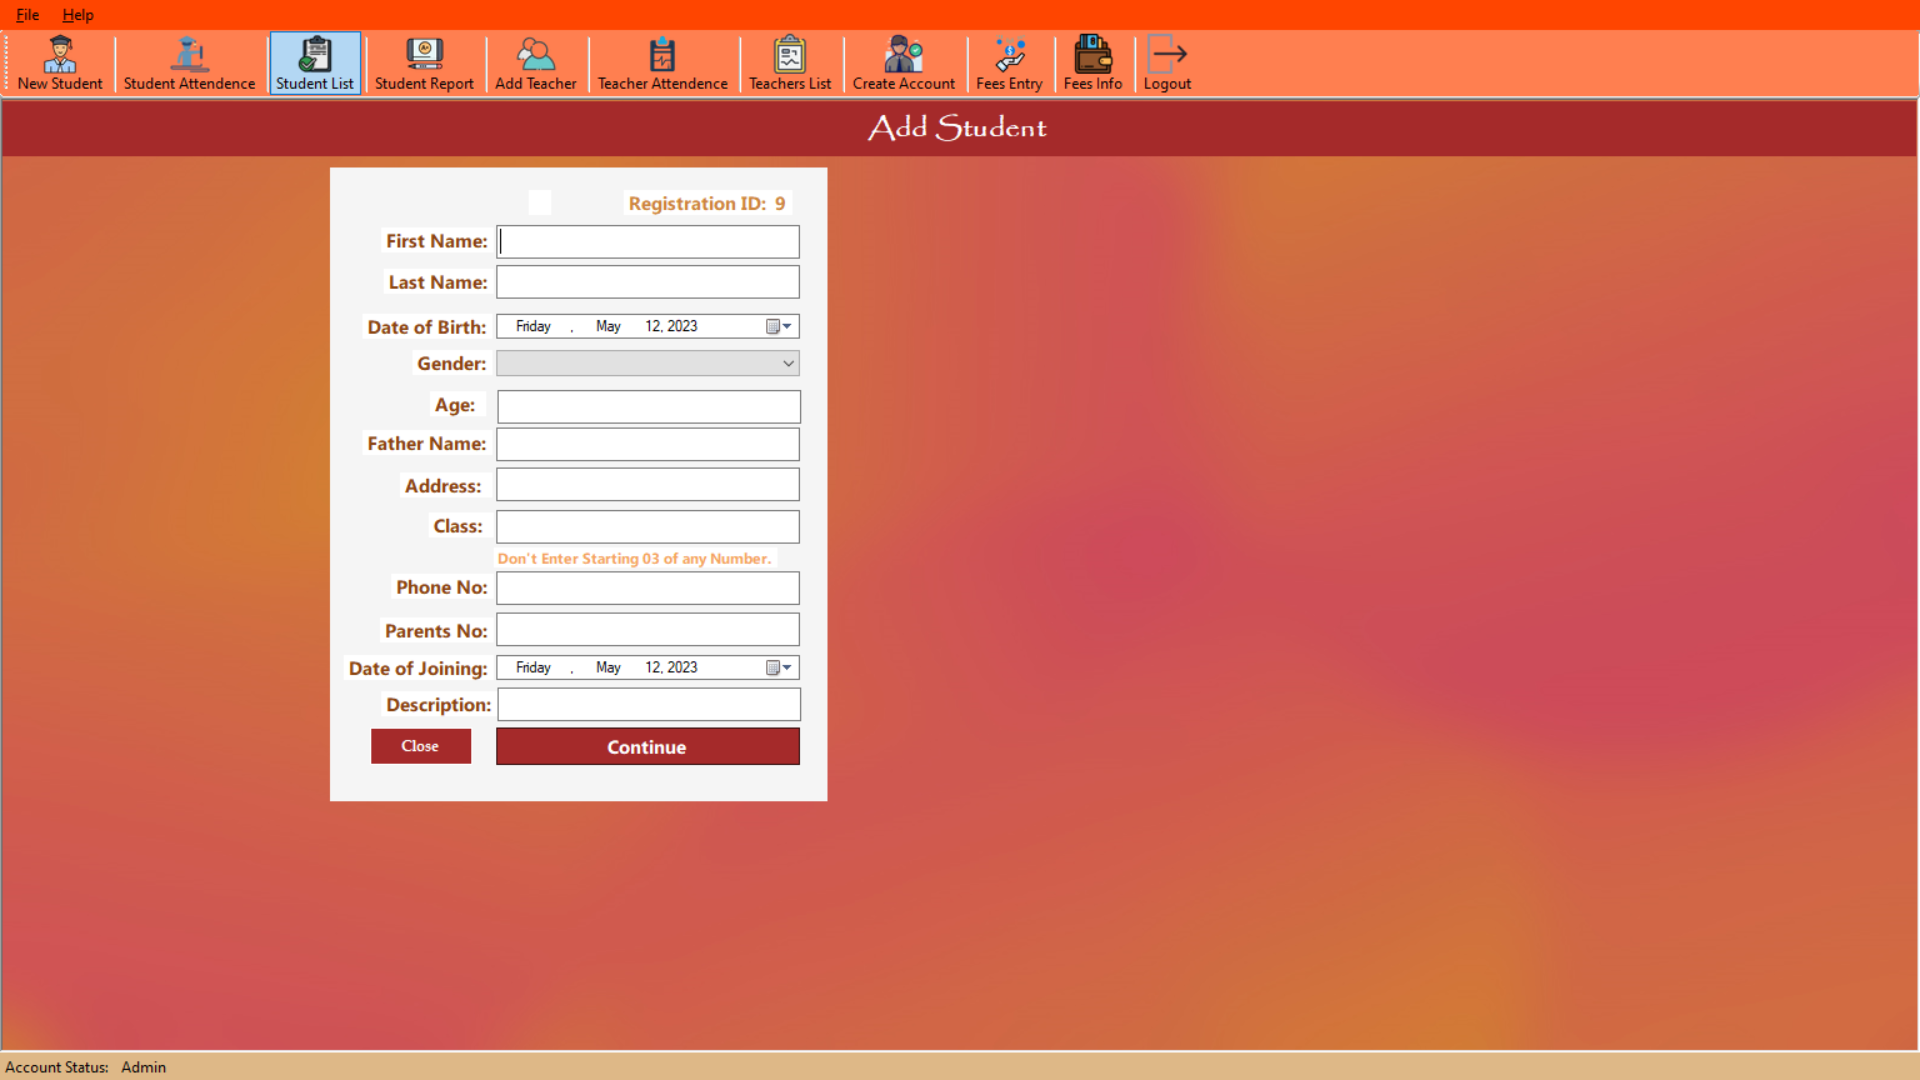 File Help
New Student Student Attendence Student List Student Report Add Teacher Teacher Attendence Teachers List Create Account Fees Entry Fees Info Logout
Add Student
Registration ID: 9
First Name:
Last Name:
Date of Birth: Friday , May 12, 2023
Gender:
Age:
Father Name:
Address:
Class:
Don't Enter Starting 03 of any Number.
Phone No:
Parents No:
Date of Joining: Friday , May 12, 2023
Description:
Close Continue
Account Status: Admin